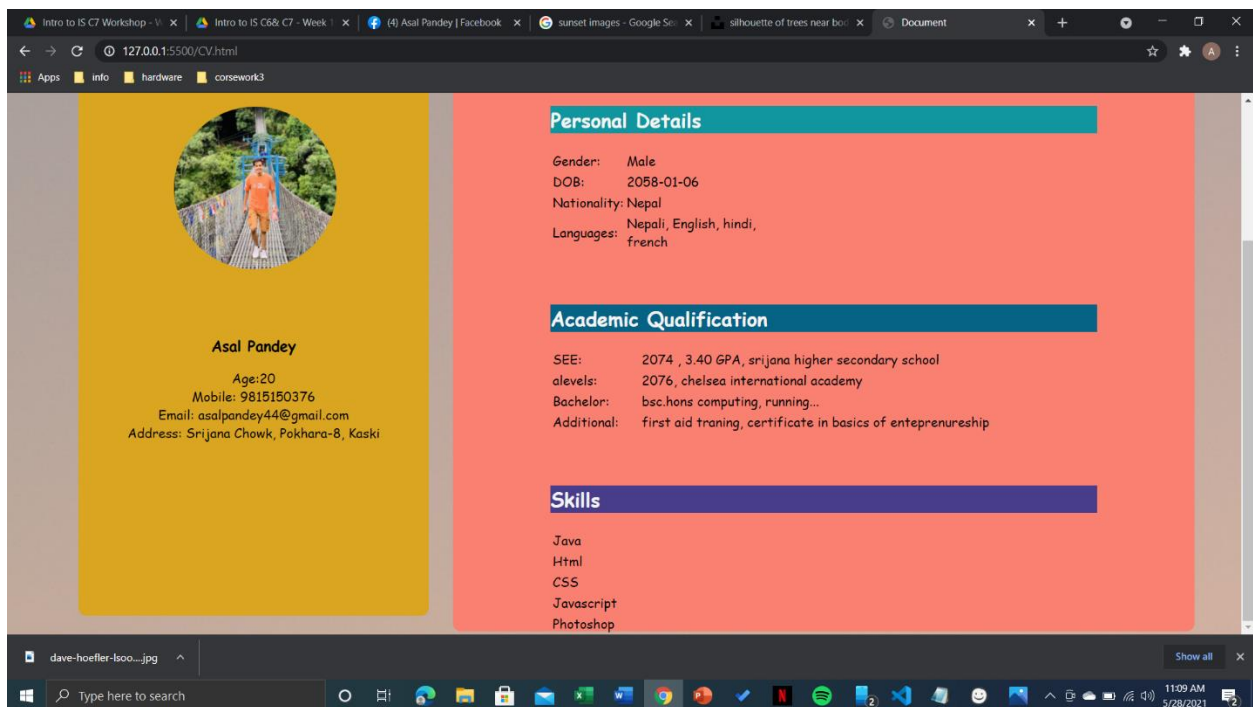 Intro to IS C7 Workshop - W
Intro to IS C6& C7 - Week 1
(4) Asal Pandey | Facebook
sunset images - Google Sea
silhouette of trees near bod
Document
127.0.0.1:5500/CV.html
A
Apps
info
hardware
corsework3
Asal Pandey
Age:20
Mobile: 9815150376
Email: asalpandey44@gmail.com
Address: Srijana Chowk, Pokhara-8, Kaski
Personal Details
Gender: Male
DOB: 2058-01-06
Nationality: Nepal
Languages: Nepali, English, hindi,
french
Academic Qualification
SEE: 2074 , 3.40 GPA, srijana higher secondary school
alevels: 2076, chelsea international academy
Bachelor: bsc.hons computing, running...
Additional: first aid traning, certificate in basics of enteprenureship
Skills
Java
Html
CSS
Javascript
Photoshop
dave-hoefler-lsoo....jpg
Show all
Type here to search
11:09 AM
5/28/2021